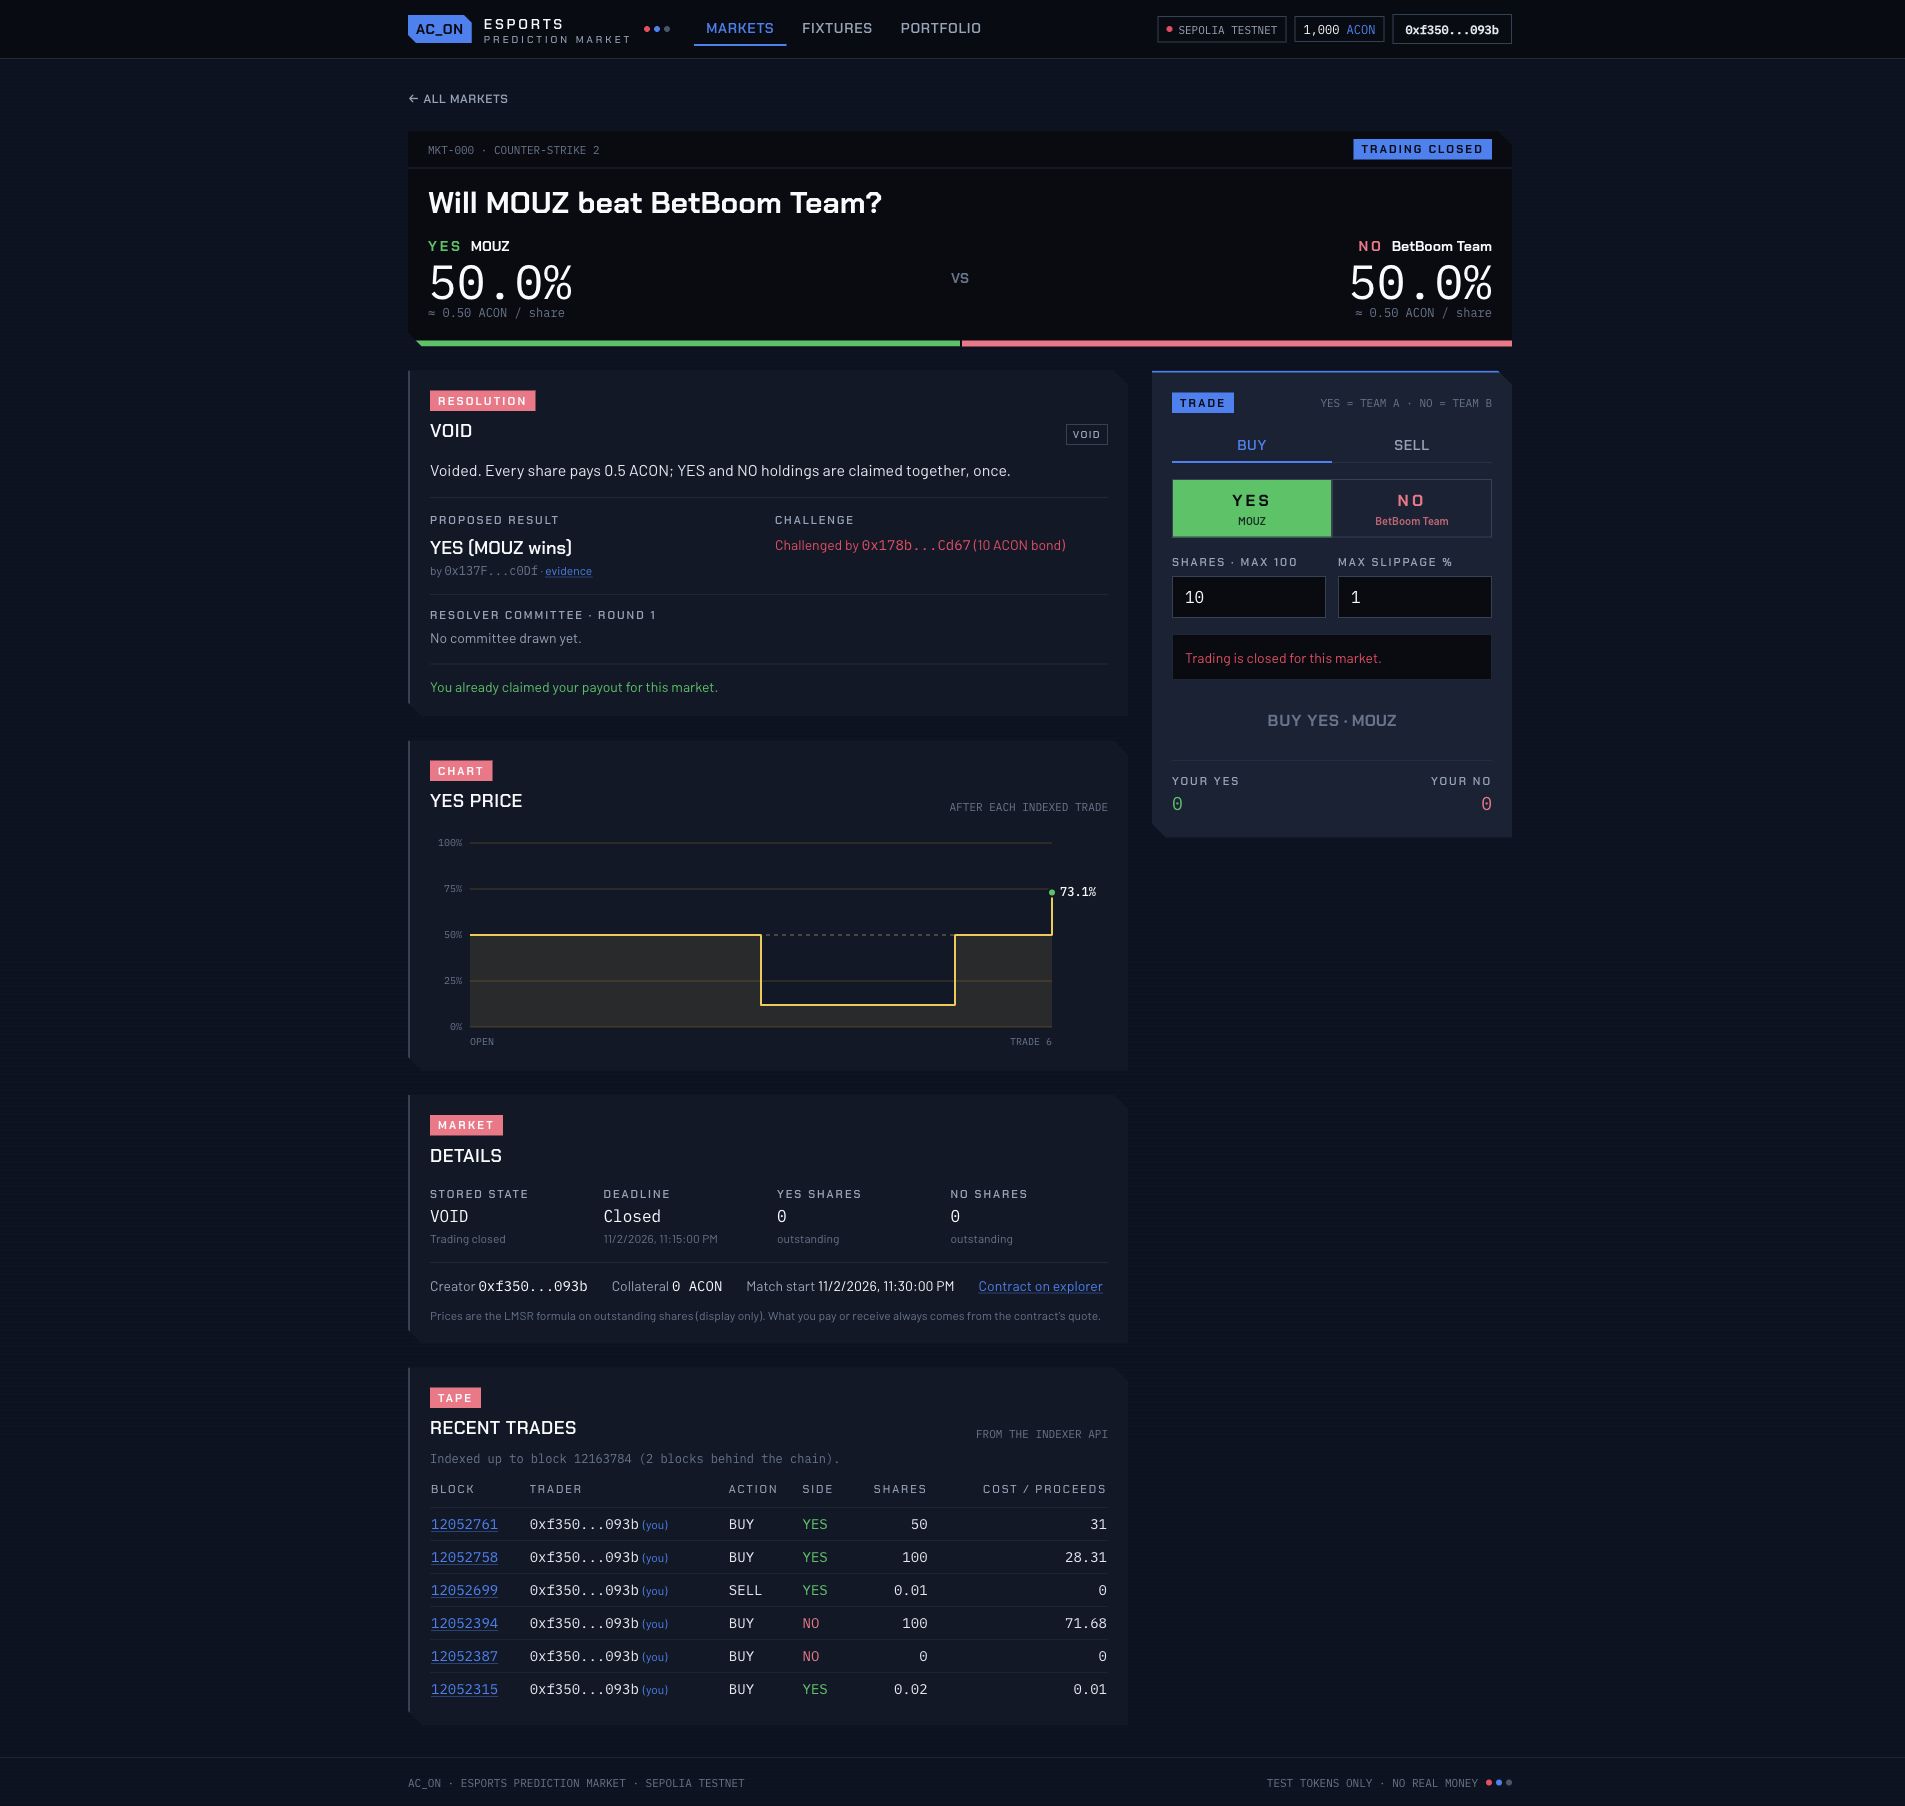 AC_ON
ESPORTS
PREDICTION MARKET
MARKETS
FIXTURES
PORTFOLIO
SEPOLIA TESTNET
1,000 ACON
0xf350...093b
← ALL MARKETS
MKT-000 · COUNTER-STRIKE 2
TRADING CLOSED
Will MOUZ beat BetBoom Team?
YES MOUZ
50.0%
≈ 0.50 ACON / share
VS
NO BetBoom Team
50.0%
≈ 0.50 ACON / share
RESOLUTION
VOID
VOID
Voided. Every share pays 0.5 ACON; YES and NO holdings are claimed together, once.
PROPOSED RESULT
YES (MOUZ wins)
by 0x137F...c0Df · evidence
CHALLENGE
Challenged by 0x178b...Cd67 (10 ACON bond)
RESOLVER COMMITTEE · ROUND 1
No committee drawn yet.
You already claimed your payout for this market.
TRADE
YES = TEAM A · NO = TEAM B
BUY
SELL
YES
MOUZ
NO
BetBoom Team
SHARES · MAX 100
MAX SLIPPAGE %
10
1
Trading is closed for this market.
BUY YES · MOUZ
YOUR YES
YOUR NO
0
0
CHART
YES PRICE
AFTER EACH INDEXED TRADE
100%
75%
50%
25%
0%
73.1%
OPEN
TRADE 6
MARKET
DETAILS
STORED STATE
DEADLINE
YES SHARES
NO SHARES
VOID
Closed
0
0
Trading closed
11/2/2026, 11:15:00 PM
outstanding
outstanding
Creator 0xf350...093b
Collateral 0 ACON
Match start 11/2/2026, 11:30:00 PM
Contract on explorer
Prices are the LMSR formula on outstanding shares (display only). What you pay or receive always comes from the contract's quote.
TAPE
RECENT TRADES
FROM THE INDEXER API
Indexed up to block 12163784 (2 blocks behind the chain).
BLOCK TRADER ACTION SIDE SHARES COST / PROCEEDS
12052761 0xf350...093b (you) BUY YES 50 31
12052758 0xf350...093b (you) BUY YES 100 28.31
12052699 0xf350...093b (you) SELL YES 0.01 0
12052394 0xf350...093b (you) BUY NO 100 71.68
12052387 0xf350...093b (you) BUY NO 0 0
12052315 0xf350...093b (you) BUY YES 0.02 0.01
AC_ON · ESPORTS PREDICTION MARKET · SEPOLIA TESTNET
TEST TOKENS ONLY · NO REAL MONEY